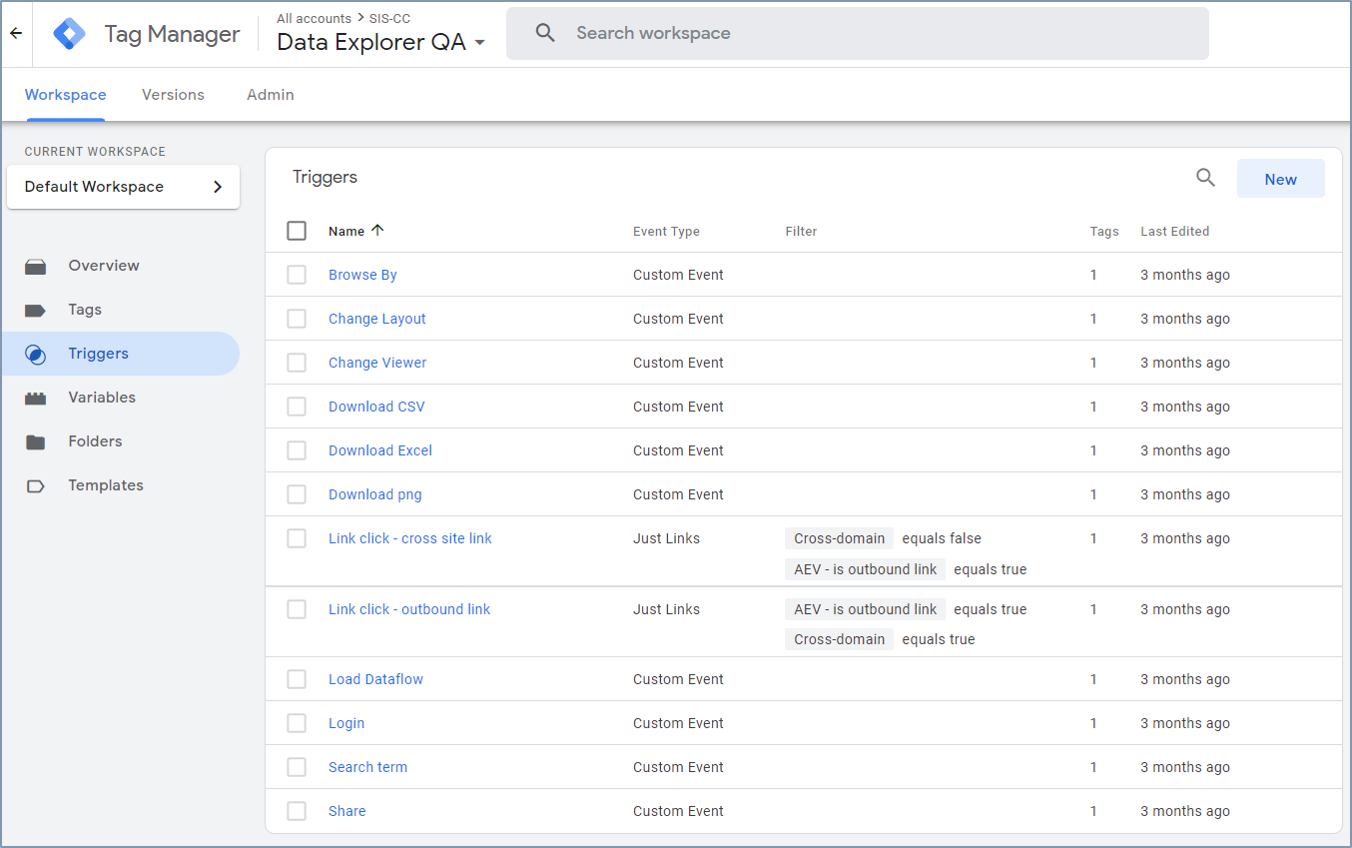 All accounts > SIS-CC
Tag Manager
Data Explorer QA
Search workspace
Workspace Versions Admin
CURRENT WORKSPACE
Default Workspace
Overview
Tags
Triggers
Variables
Folders
Templates
Triggers
New
Name Event Type Filter Tags Last Edited
Browse By Custom Event 1 3 months ago
Change Layout Custom Event 1 3 months ago
Change Viewer Custom Event 1 3 months ago
Download CSV Custom Event 1 3 months ago
Download Excel Custom Event 1 3 months ago
Download png Custom Event 1 3 months ago
Link click - cross site link Just Links Cross-domain equals false 1 3 months ago
AEV - is outbound link equals true
Link click - outbound link Just Links AEV - is outbound link equals true 1 3 months ago
Cross-domain equals true
Load Dataflow Custom Event 1 3 months ago
Login Custom Event 1 3 months ago
Search term Custom Event 1 3 months ago
Share Custom Event 1 3 months ago